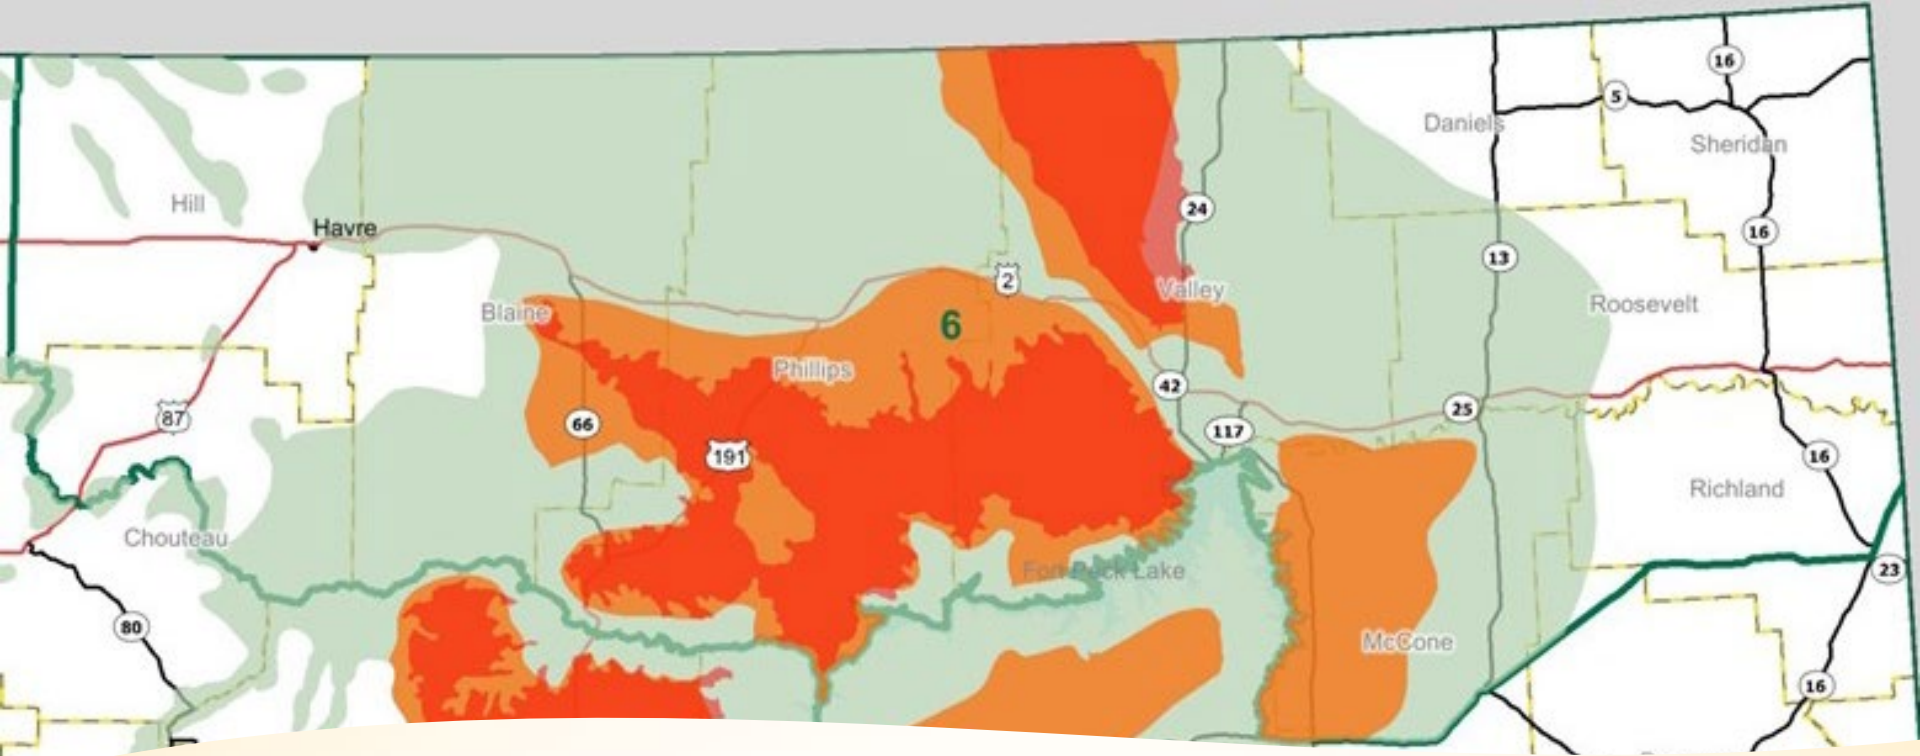 16
5
Daniels
Sheridan
Hill
24
Havre
16
13
2
Valley
Roosevelt
Blaine
6
Phillips
42
25
87
66
117
191
16
Richland
Chouteau
Fort Peck Lake
23
80
McCone
16